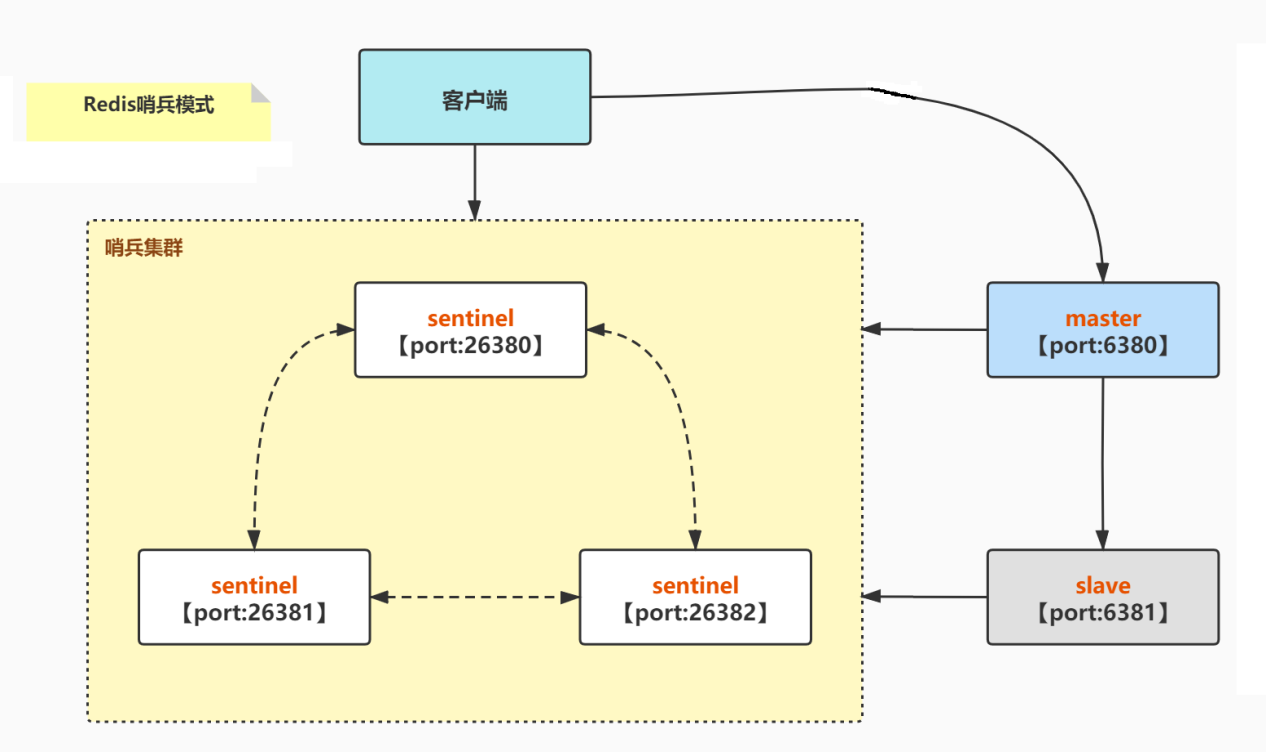 Redis哨兵模式
客户端
哨兵集群
sentinel
【port:26380】
master
【port:6380】
sentinel
【port:26381】
sentinel
【port:26382】
slave
【port:6381】